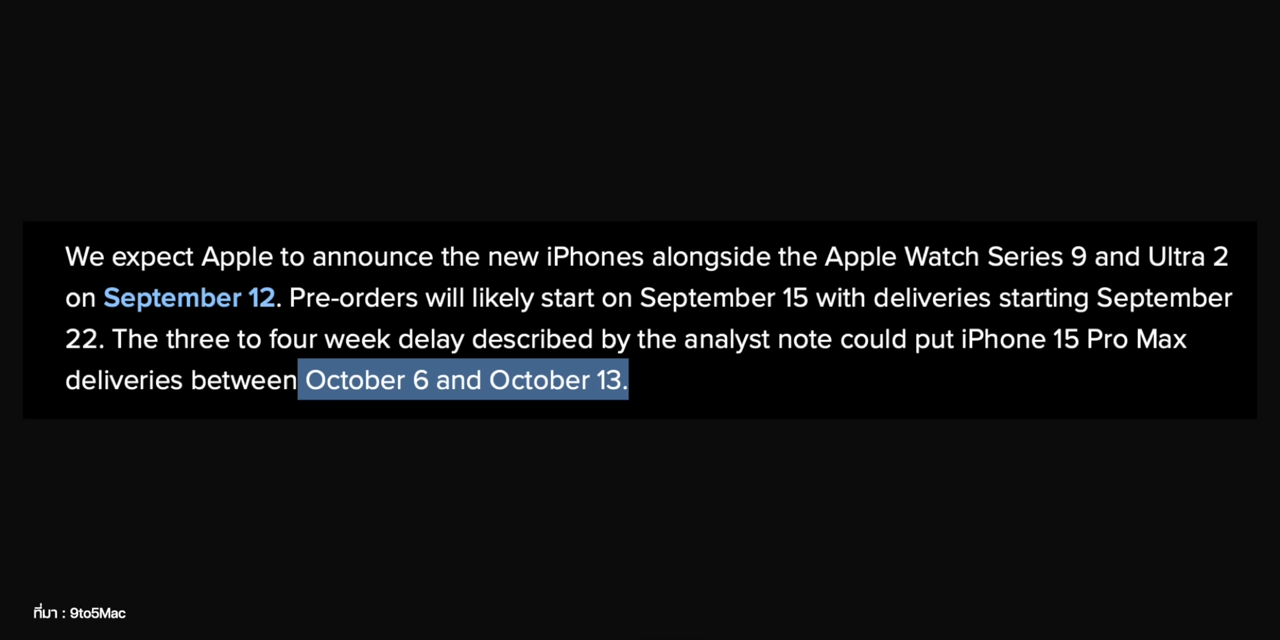 We expect Apple to announce the new iPhones alongside the Apple Watch Series 9 and Ultra 2
on September 12. Pre-orders will likely start on September 15 with deliveries starting September
22. The three to four week delay described by the analyst note could put iPhone 15 Pro Max
deliveries between October 6 and October 13.
ที่มา : 9to5Mac